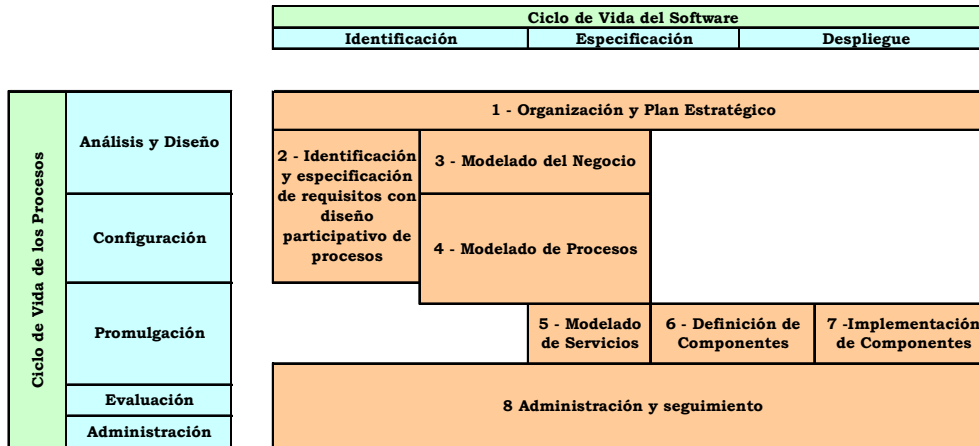 Ciclo de Vida del Software
Identificación Especificación Despliegue
Ciclo de Vida de los Procesos
Análisis y Diseño
Configuración
Promulgación
Evaluación
Administración
1 - Organización y Plan Estratégico
2 - Identificación
y especificación
de requisitos con
diseño
participativo de
procesos
3 - Modelado del Negocio
4 - Modelado de Procesos
5 - Modelado
de Servicios
6 - Definición de
Componentes
7 -Implementación
de Componentes
8 Administración y seguimiento